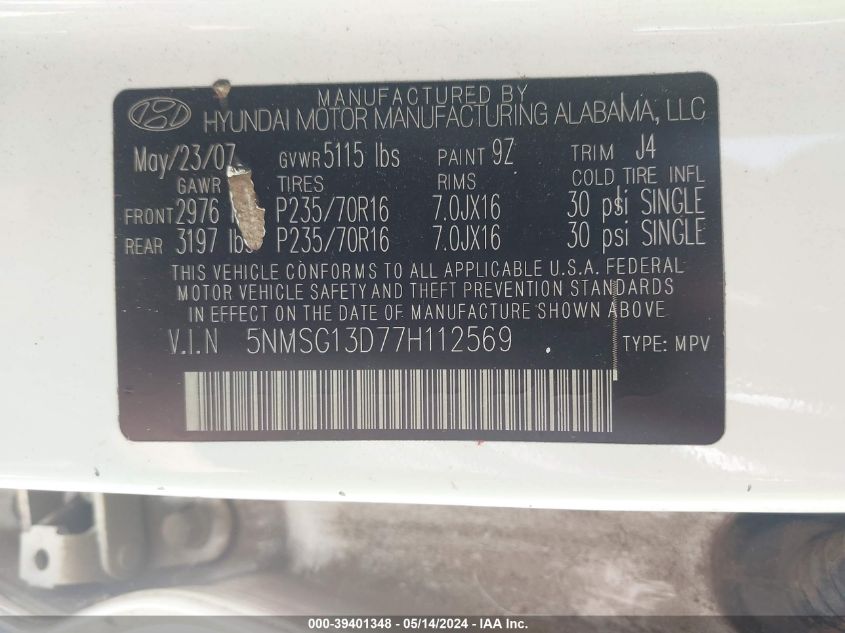 MANUFACTURED BY
HYUNDAI MOTOR MANUFACTURING ALABAMA, LLC
May/23/07 GVWR 5115 lbs PAINT 9Z TRIM J4
GAWR TIRES RIMS COLD TIRE INFL
FRONT 2976 P235/70R16 7.0JX16 30 psi SINGLE
REAR 3197 lbs P235/70R16 7.0JX16 30 psi SINGLE
THIS VEHICLE CONFORMS TO ALL APPLICABLE U.S.A. FEDERAL
MOTOR VEHICLE SAFETY AND THEFT PREVENTION STANDARDS
IN EFFECT ON THE DATE OF MANUFACTURE SHOWN ABOVE.
V.I.N 5NMSG13D77H112569 TYPE: MPV
000-39401348 - 05/14/2024 - IAA Inc.